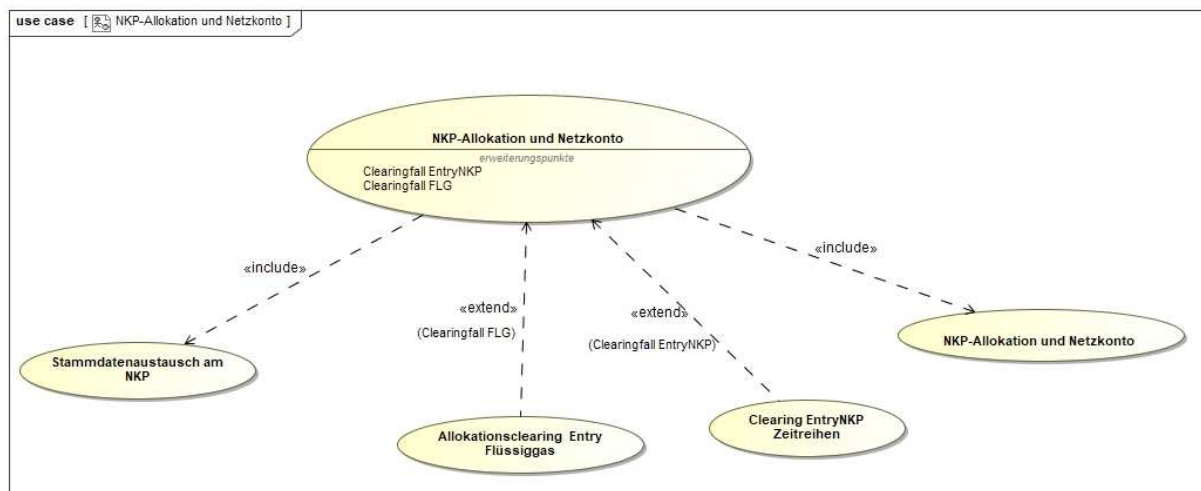 use case [ NKP-Allokation und Netzkonto ]
NKP-Allokation und Netzkonto
erweiterungspunkte
Clearingfall EntryNKP
Clearingfall FLG
«include»
«include»
«extend»
(Clearingfall FLG)
«extend»
(Clearingfall EntryNKP)
NKP-Allokation und Netzkonto
Stammdatenaustausch am
NKP
Allokationsclearing Entry
Flüssiggas
Clearing EntryNKP
Zeitreihen